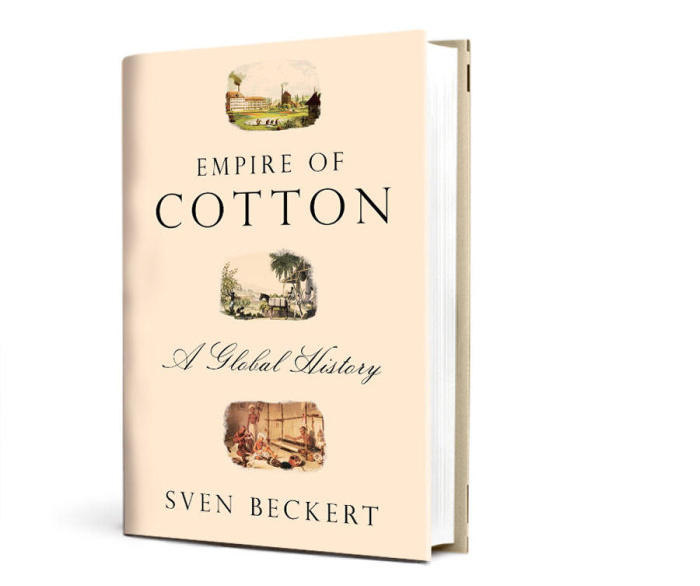 EMPIRE OF
COTTON
A Global History
SVEN BECKERT